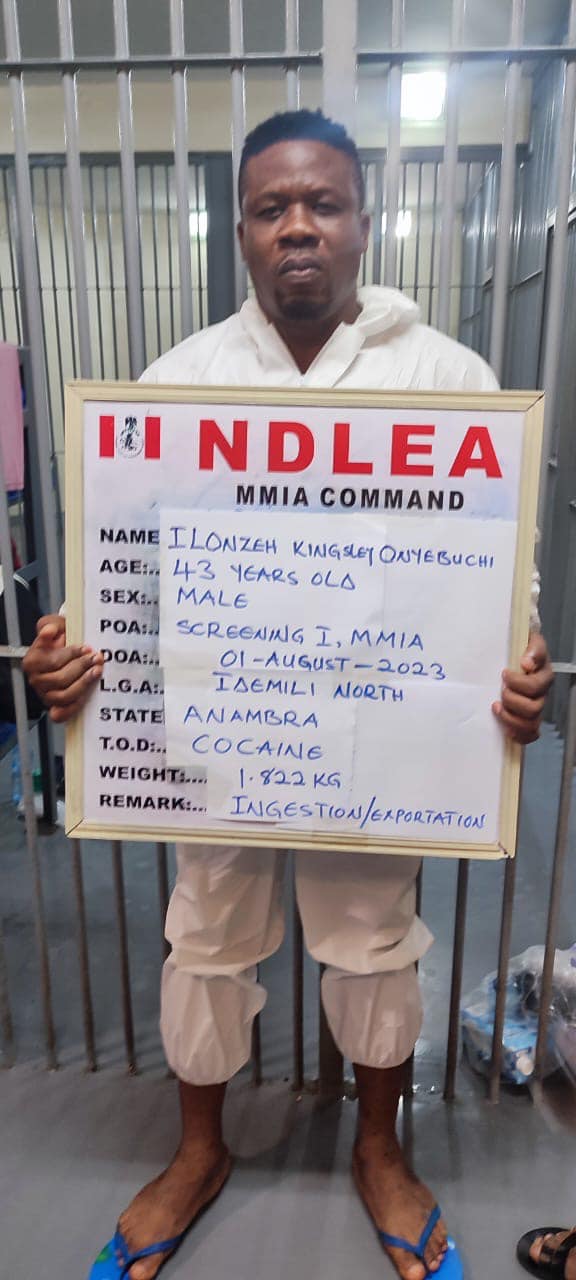 NDLEA
MMIA COMMAND
NAME ILONZEH KINGSLEY ONYEBUCHI
AGE:.. 43 YEARS OLD
SEX:.. MALE
POA:.. SCREENING I, MMIA
DOA:.. 01-AUGUST-2023
L.G.A:. IDEMILI NORTH
STATE ANAMBRA
T.O.D:.. COCAINE
WEIGHT:.... 1.822 KG
REMARK:... INGESTION/EXPORTATION